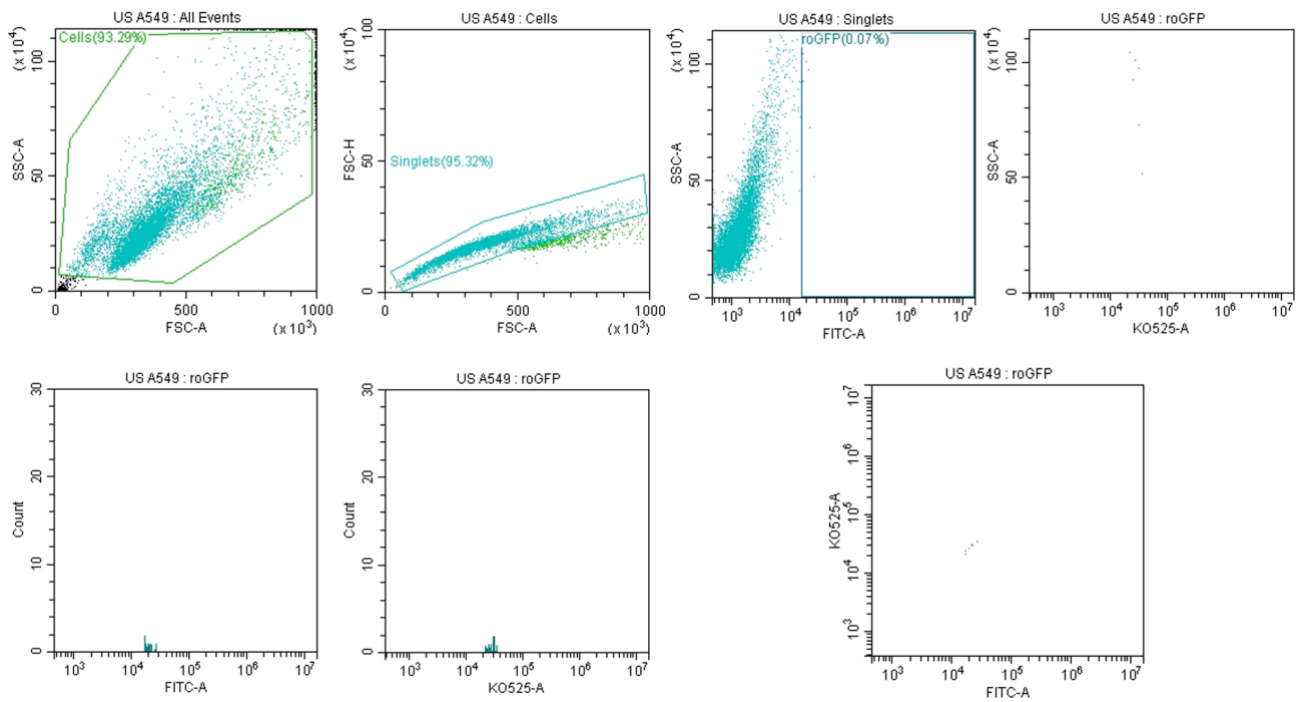 US A549 : All Events
Cells(93.29%)
(x 10⁴)
SSC-A
0 50 100
0 500 1000
FSC-A (x 10³)
US A549 : Cells
Singlets(95.32%)
(x 10⁴)
FSC-H
0 50 100
0 500 1000
FSC-A (x 10³)
US A549 : Singlets
roGFP(0.07%)
(x 10⁴)
SSC-A
0 50 100
10³ 10⁴ 10⁵ 10⁶ 10⁷
FITC-A
US A549 : roGFP
(x 10⁴)
SSC-A
0 50 100
10³ 10⁴ 10⁵ 10⁶ 10⁷
KO525-A
US A549 : roGFP
Count
0 10 20 30
10³ 10⁴ 10⁵ 10⁶ 10⁷
FITC-A
US A549 : roGFP
Count
0 10 20 30
10³ 10⁴ 10⁵ 10⁶ 10⁷
KO525-A
US A549 : roGFP
KO525-A
10³ 10⁴ 10⁵ 10⁶ 10⁷
10³ 10⁴ 10⁵ 10⁶ 10⁷
FITC-A